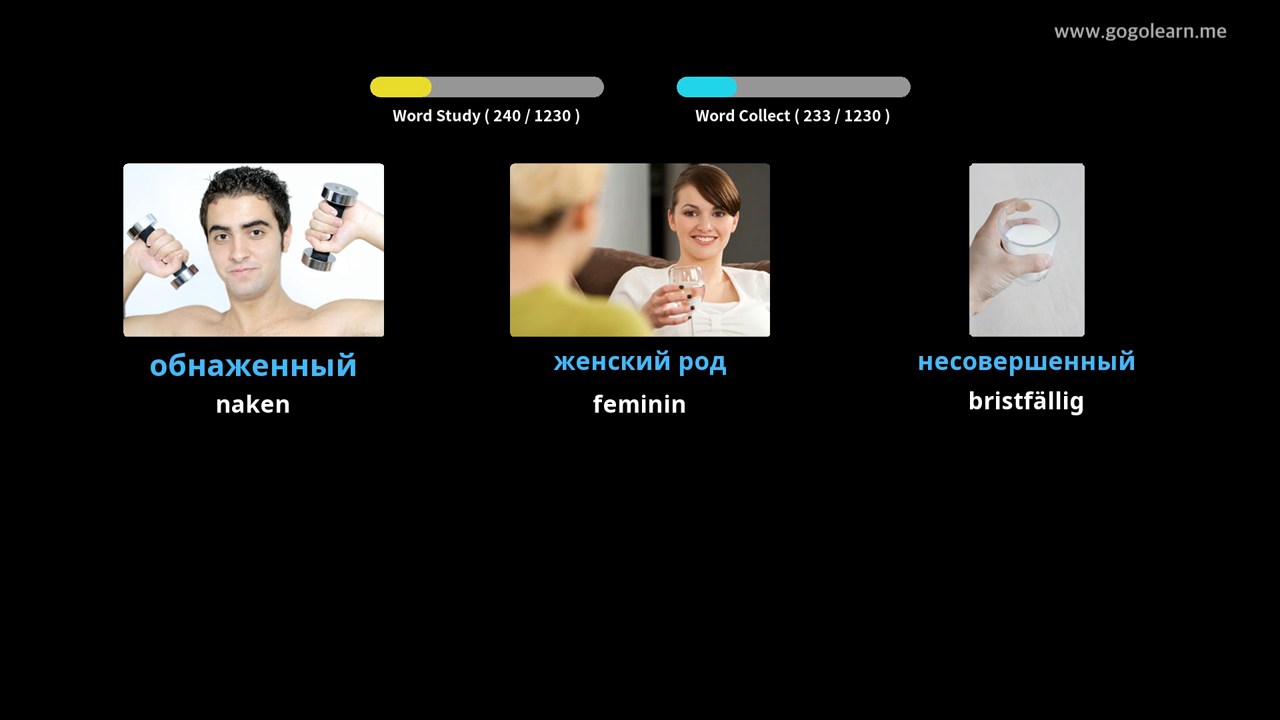 www.gogolearn.me
Word Study ( 240 / 1230 )
Word Collect ( 233 / 1230 )
обнаженный
naken
женский род
feminin
несовершенный
bristfällig